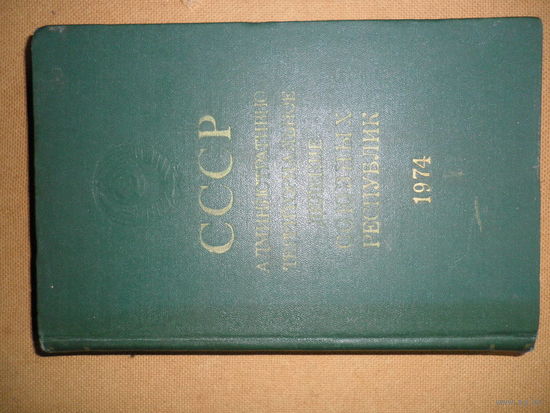 СССР
АДМИНИСТРАТИВНО
ТЕРРИТОРИАЛЬНОЕ
ДЕЛЕНИЕ
СОЮЗНЫХ
РЕСПУБЛИК
1974